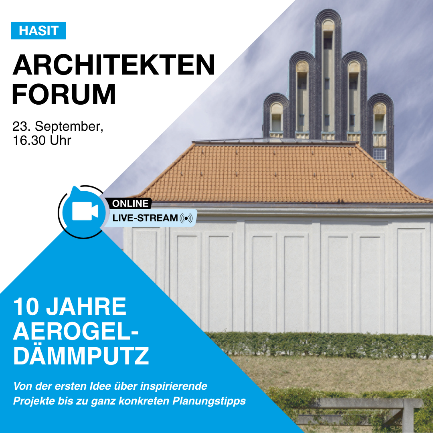 HASIT
ARCHITEKTEN
FORUM
23. September,
16.30 Uhr
ONLINE
LIVE-STREAM
10 JAHRE
AEROGEL-
DÄMMPUTZ
Von der ersten Idee über inspirierende
Projekte bis zu ganz konkreten Planungstipps